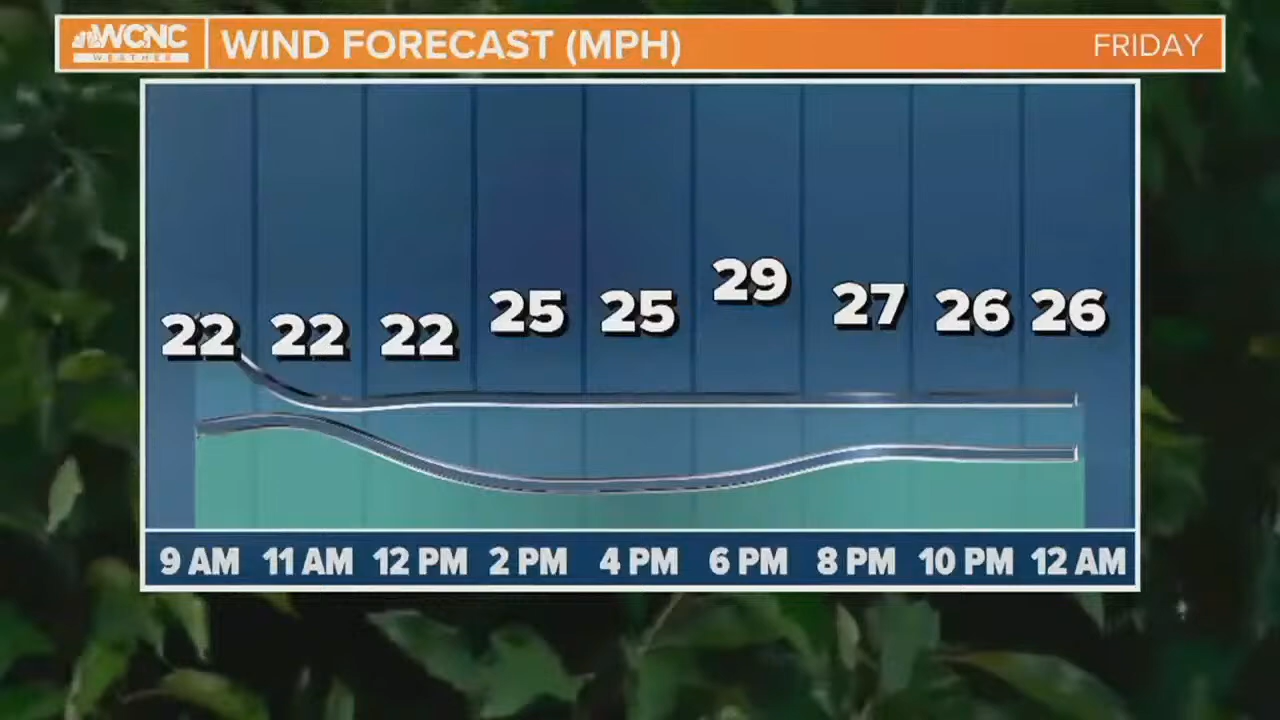 WCNC
WEATHER
WIND FORECAST (MPH)
FRIDAY
22 22 22 25 25 29 27 26 26
9 AM 11 AM 12 PM 2 PM 4 PM 6 PM 8 PM 10 PM 12 AM